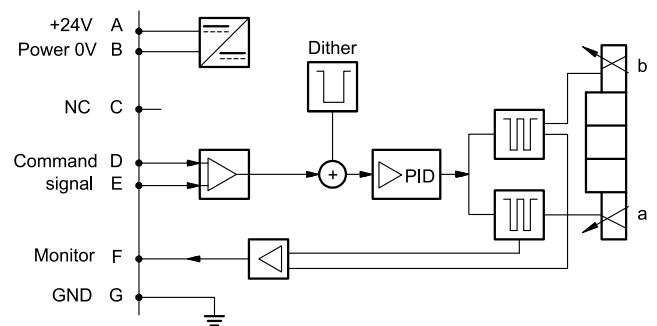 +24V A
Power 0V B
Dither
b
NC C
Command D
signal E
+
PID
a
Monitor F
GND G